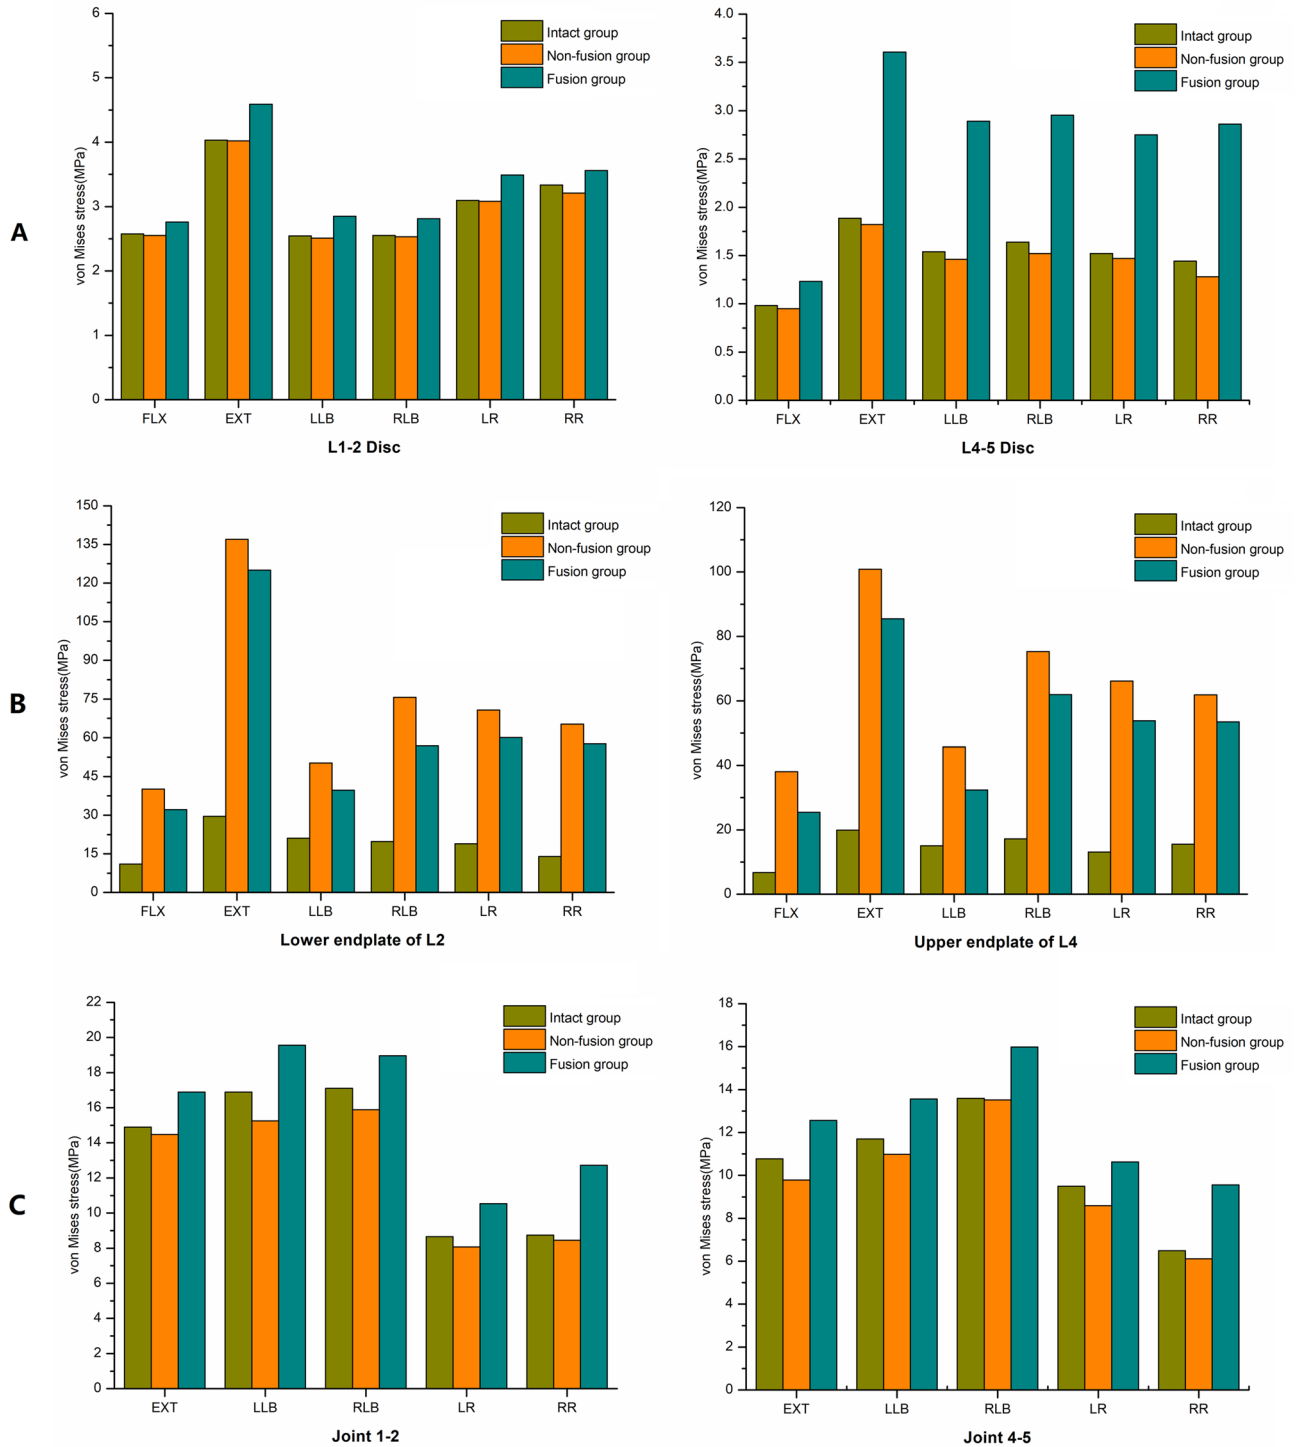 A
von Mises stress(MPa)
6
5
4
3
2
1
0
Intact group
Non-fusion group
Fusion group
FLX EXT LLB RLB LR RR
L1-2 Disc
von Mises stress(MPa)
4.0
3.5
3.0
2.5
2.0
1.5
1.0
0.5
0.0
Intact group
Non-fusion group
Fusion group
FLX EXT LLB RLB LR RR
L4-5 Disc
B
von Mises stress(MPa)
150
135
120
105
90
75
60
45
30
15
0
Intact group
Non-fusion group
Fusion group
FLX EXT LLB RLB LR RR
Lower endplate of L2
von Mises stress(MPa)
120
100
80
60
40
20
0
Intact group
Non-fusion group
Fusion group
FLX EXT LLB RLB LR RR
Upper endplate of L4
C
von Mises stress(MPa)
22
20
18
16
14
12
10
8
6
4
2
0
Intact group
Non-fusion group
Fusion group
EXT LLB RLB LR RR
Joint 1-2
von Mises stress(MPa)
18
16
14
12
10
8
6
4
2
0
Intact group
Non-fusion group
Fusion group
EXT LLB RLB LR RR
Joint 4-5